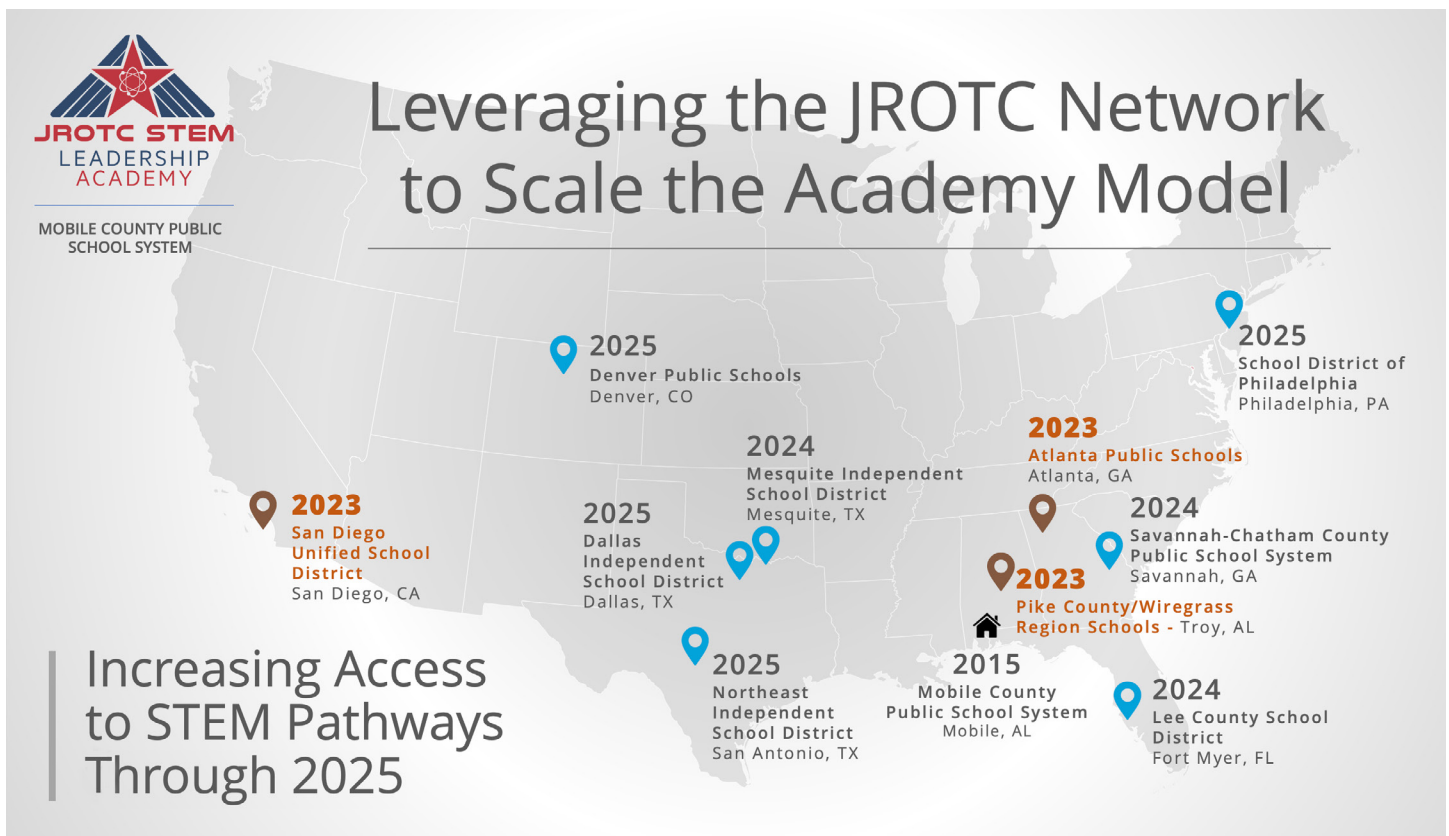 JROTC STEM
LEADERSHIP
ACADEMY
MOBILE COUNTY PUBLIC
SCHOOL SYSTEM
Leveraging the JROTC Network
to Scale the Academy Model
2025
Denver Public Schools
Denver, CO
2025
School District of
Philadelphia
Philadelphia, PA
2024
Mesquite Independent
School District
Mesquite, TX
2023
Atlanta Public Schools
Atlanta, GA
2023
San Diego
Unified School
District
San Diego, CA
2025
Dallas
Independent
School District
Dallas, TX
2024
Savannah-Chatham County
Public School System
Savannah, GA
2023
Pike County/Wiregrass
Region Schools - Troy, AL
2025
Northeast
Independent
School District
San Antonio, TX
2015
Mobile County
Public School System
Mobile, AL
2024
Lee County School
District
Fort Myer, FL
Increasing Access
to STEM Pathways
Through 2025